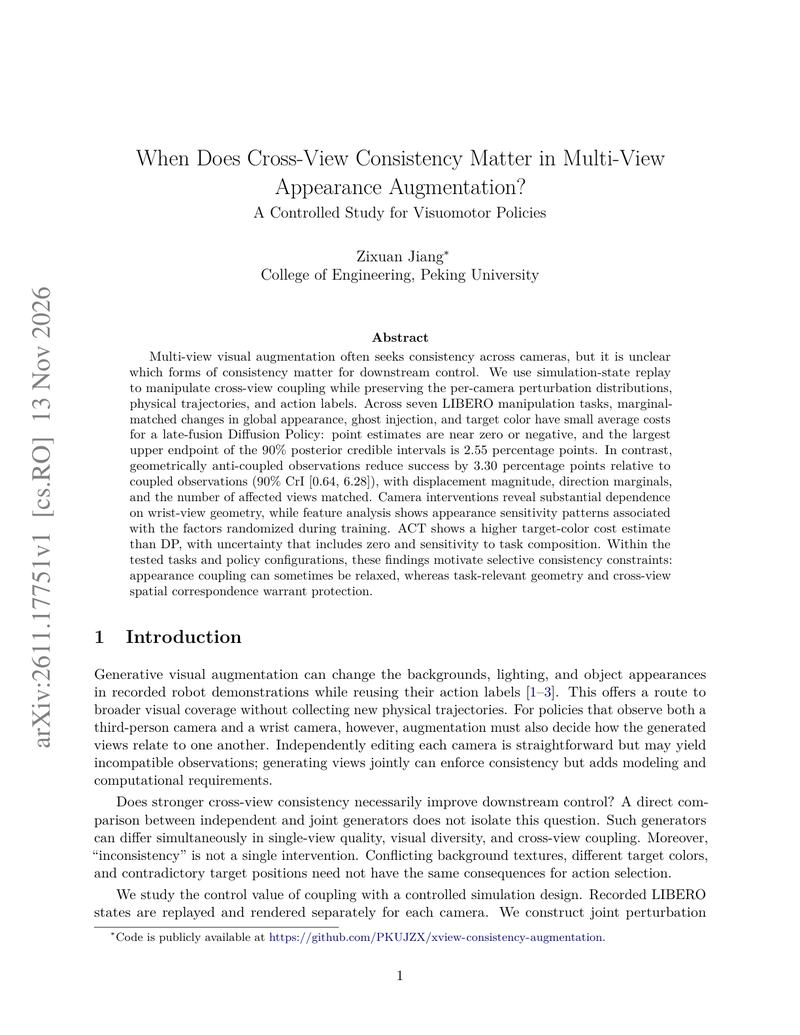 When Does Cross-View Consistency Matter in Multi-View
Appearance Augmentation?
A Controlled Study for Visuomotor Policies
Zixuan Jiang*
College of Engineering, Peking University
arXiv:2611.17751v1 [cs.RO] 13 Nov 2026
Abstract
Multi-view visual augmentation often seeks consistency across cameras, but it is unclear
which forms of consistency matter for downstream control. We use simulation-state replay
to manipulate cross-view coupling while preserving the per-camera perturbation distributions,
physical trajectories, and action labels. Across seven LIBERO manipulation tasks, marginal-
matched changes in global appearance, ghost injection, and target color have small average costs
for a late-fusion Diffusion Policy: point estimates are near zero or negative, and the largest
upper endpoint of the 90% posterior credible intervals is 2.55 percentage points. In contrast,
geometrically anti-coupled observations reduce success by 3.30 percentage points relative to
coupled observations (90% CrI [0.64, 6.28]), with displacement magnitude, direction marginals,
and the number of affected views matched. Camera interventions reveal substantial dependence
on wrist-view geometry, while feature analysis shows appearance sensitivity patterns associated
with the factors randomized during training. ACT shows a higher target-color cost estimate
than DP, with uncertainty that includes zero and sensitivity to task composition. Within the
tested tasks and policy configurations, these findings motivate selective consistency constraints:
appearance coupling can sometimes be relaxed, whereas task-relevant geometry and cross-view
spatial correspondence warrant protection.
1 Introduction
Generative visual augmentation can change the backgrounds, lighting, and object appearances
in recorded robot demonstrations while reusing their action labels [1–3]. This offers a route to
broader visual coverage without collecting new physical trajectories. For policies that observe both a
third-person camera and a wrist camera, however, augmentation must also decide how the generated
views relate to one another. Independently editing each camera is straightforward but may yield
incompatible observations; generating views jointly can enforce consistency but adds modeling and
computational requirements.
Does stronger cross-view consistency necessarily improve downstream control? A direct com-
parison between independent and joint generators does not isolate this question. Such generators
can differ simultaneously in single-view quality, visual diversity, and cross-view coupling. Moreover,
“inconsistency” is not a single intervention. Conflicting background textures, different target colors,
and contradictory target positions need not have the same consequences for action selection.
We study the control value of coupling with a controlled simulation design. Recorded LIBERO
states are replayed and rendered separately for each camera. We construct joint perturbation
*Code is publicly available at https://github.com/PKUJZX/xview-consistency-augmentation.
1